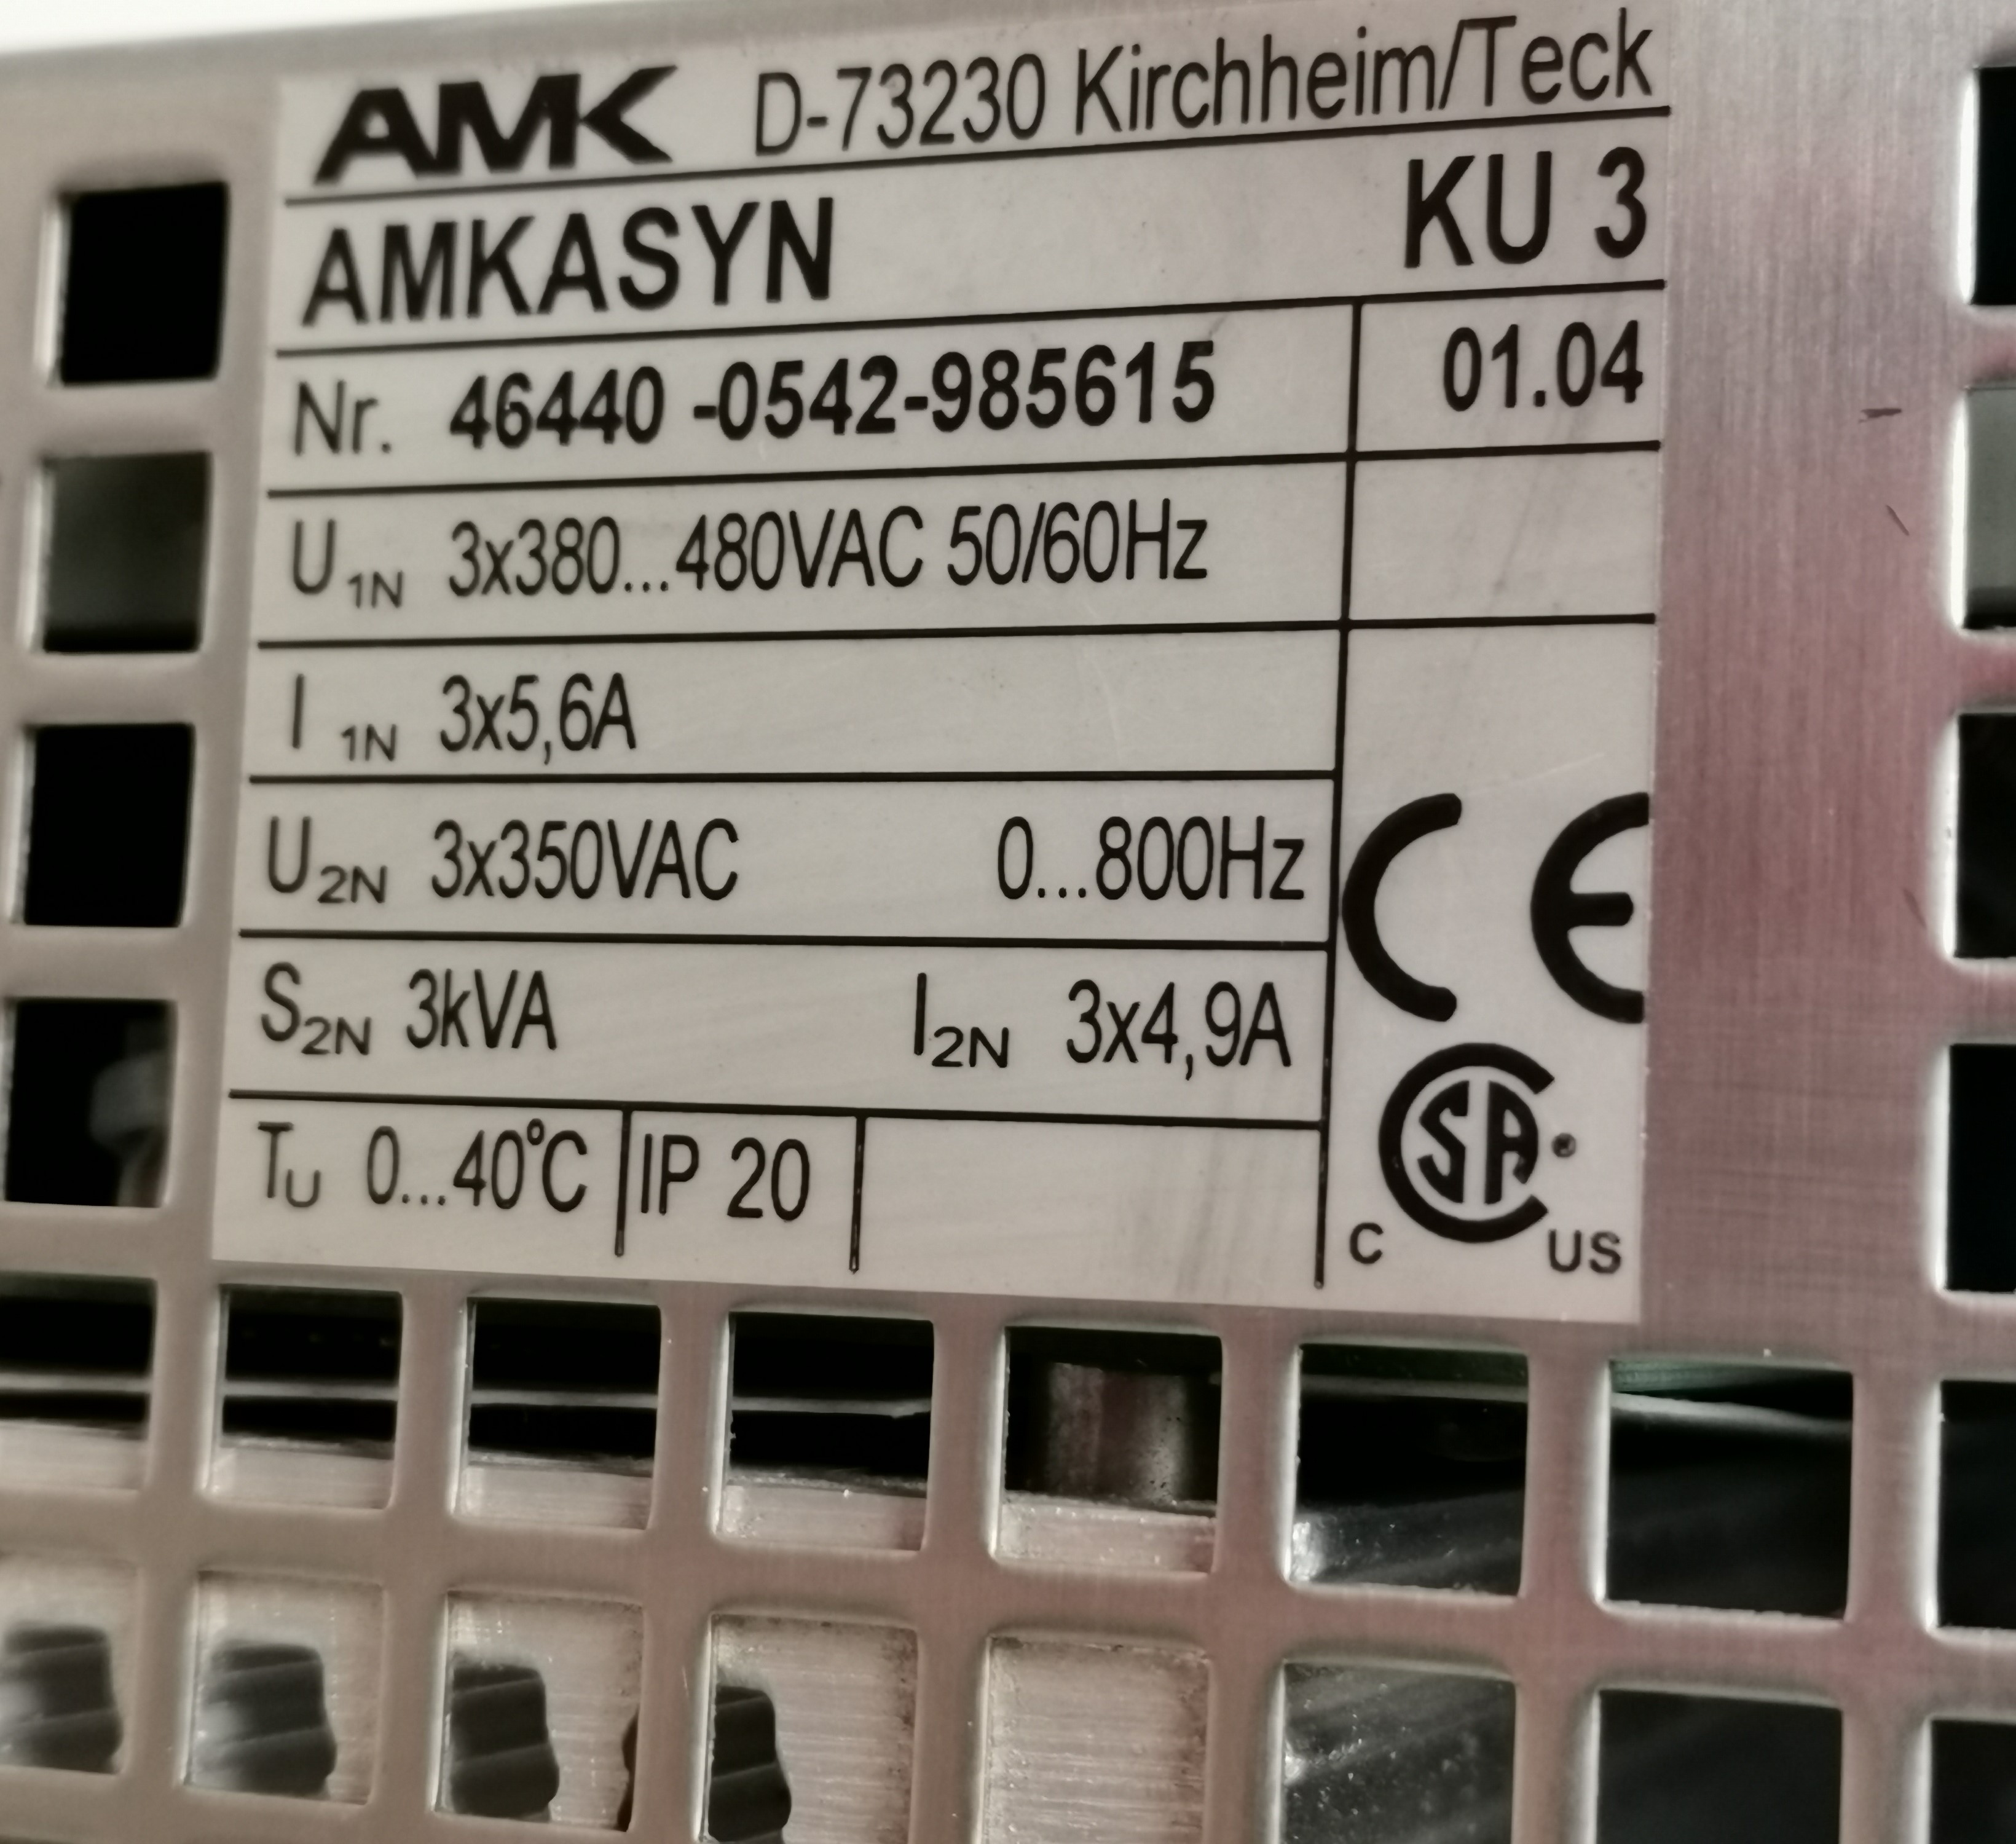 AMK D-73230 Kirchheim/Teck
AMKASYN KU 3
Nr. 46440 -0542-985615 01.04
U1N 3x380...480VAC 50/60Hz
I 1N 3x5,6A
U2N 3x350VAC 0...800Hz
CE
S2N 3kVA I2N 3x4,9A
TU 0...40°C IP 20
C SA ® US